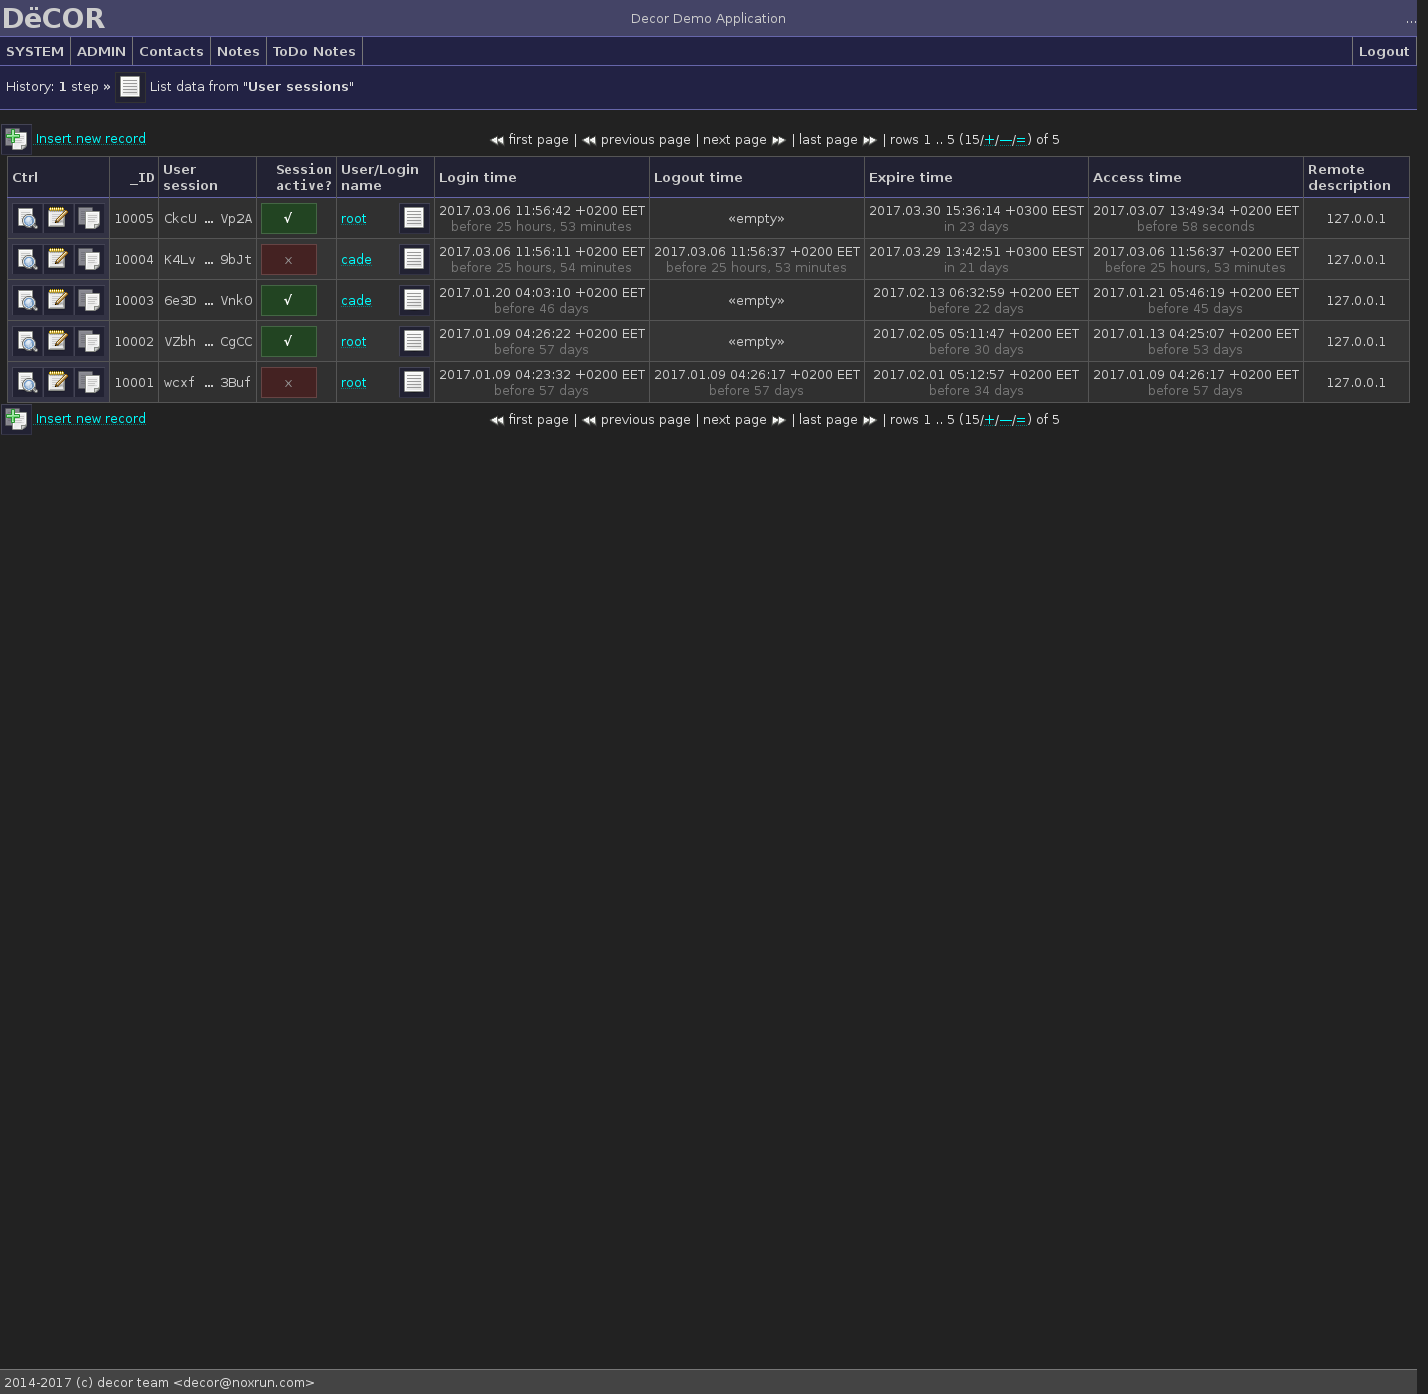 DëCOR
Decor Demo Application
...
SYSTEM ADMIN Contacts Notes ToDo Notes Logout
History: 1 step » List data from "User sessions"
Insert new record
first page | previous page | next page | last page | rows 1 .. 5 (15/+/—/=) of 5
Ctrl _ID User session Session active? User/Login name Login time Logout time Expire time Access time Remote description
10005 CkcU … Vp2A √ root 2017.03.06 11:56:42 +0200 EET «empty» 2017.03.30 15:36:14 +0300 EEST 2017.03.07 13:49:34 +0200 EET 127.0.0.1
before 25 hours, 53 minutes in 23 days before 58 seconds
10004 K4Lv … 9bJt x cade 2017.03.06 11:56:11 +0200 EET 2017.03.06 11:56:37 +0200 EET 2017.03.29 13:42:51 +0300 EEST 2017.03.06 11:56:37 +0200 EET 127.0.0.1
before 25 hours, 54 minutes before 25 hours, 53 minutes in 21 days before 25 hours, 53 minutes
10003 6e3D … Vnk0 √ cade 2017.01.20 04:03:10 +0200 EET «empty» 2017.02.13 06:32:59 +0200 EET 2017.01.21 05:46:19 +0200 EET 127.0.0.1
before 46 days before 22 days before 45 days
10002 VZbh … CgCC √ root 2017.01.09 04:26:22 +0200 EET «empty» 2017.02.05 05:11:47 +0200 EET 2017.01.13 04:25:07 +0200 EET 127.0.0.1
before 57 days before 30 days before 53 days
10001 wcxf … 3Buf x root 2017.01.09 04:23:32 +0200 EET 2017.01.09 04:26:17 +0200 EET 2017.02.01 05:12:57 +0200 EET 2017.01.09 04:26:17 +0200 EET 127.0.0.1
before 57 days before 57 days before 34 days before 57 days
Insert new record
first page | previous page | next page | last page | rows 1 .. 5 (15/+/—/=) of 5
2014-2017 (c) decor team <decor@noxrun.com>